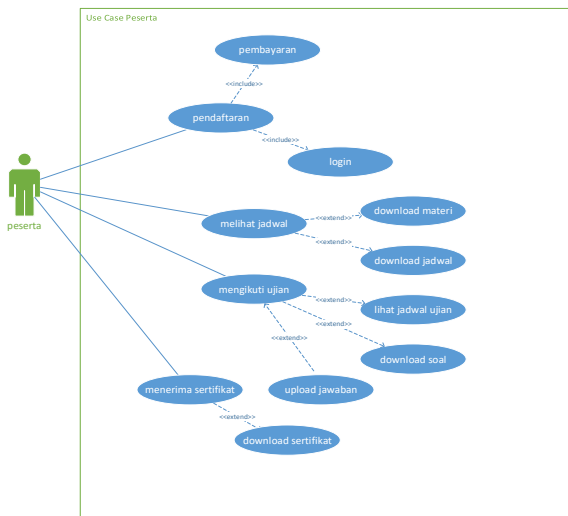 Use Case Peserta
pembayaran
<<include>>
pendaftaran
<<include>>
login
peserta
melihat jadwal
<<extend>>
download materi
<<extend>>
download jadwal
mengikuti ujian
<<extend>>
lihat jadwal ujian
<<extend>>
<<extend>>
download soal
menerima sertifikat
upload jawaban
<<extend>>
download sertifikat